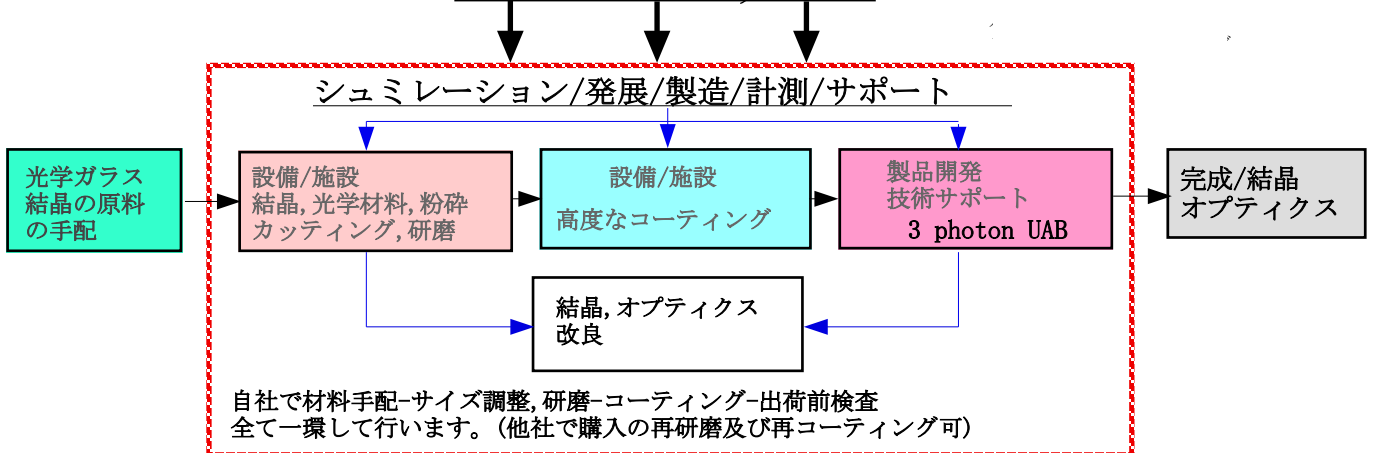 シュミレーション/発展/製造/計測/サポート
光学ガラス
結晶の原料
の手配
設備/施設
結晶,光学材料,粉砕
カッティング,研磨
設備/施設
高度なコーティング
製品開発
技術サポート
3 photon UAB
完成/結晶
オプティクス
結晶,オプティクス
改良
自社で材料手配-サイズ調整,研磨-コーティング-出荷前検査
全て一環して行います。(他社で購入の再研磨及び再コーティング可)